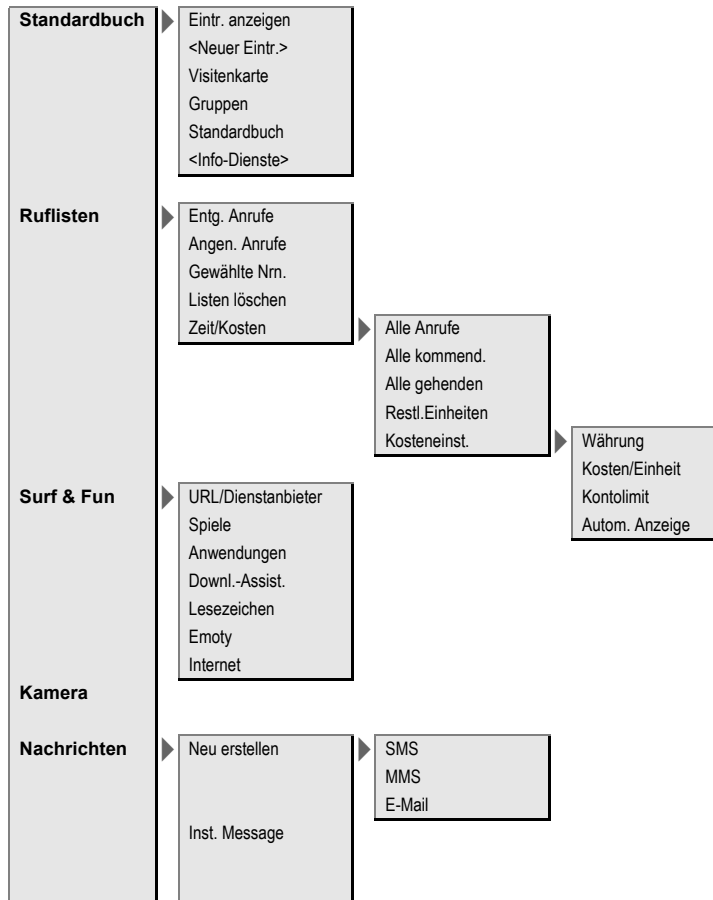 Standardbuch
Eintr. anzeigen
<Neuer Eintr.>
Visitenkarte
Gruppen
Standardbuch
<Info-Dienste>
Ruflisten
Entg. Anrufe
Angen. Anrufe
Gewählte Nrn.
Listen löschen
Zeit/Kosten
Alle Anrufe
Alle kommend.
Alle gehenden
Restl.Einheiten
Kosteneinst.
Währung
Kosten/Einheit
Kontolimit
Autom. Anzeige
Surf & Fun
URL/Dienstanbieter
Spiele
Anwendungen
Downl.-Assist.
Lesezeichen
Emoty
Internet
Kamera
Nachrichten
Neu erstellen
SMS
MMS
E-Mail
Inst. Message